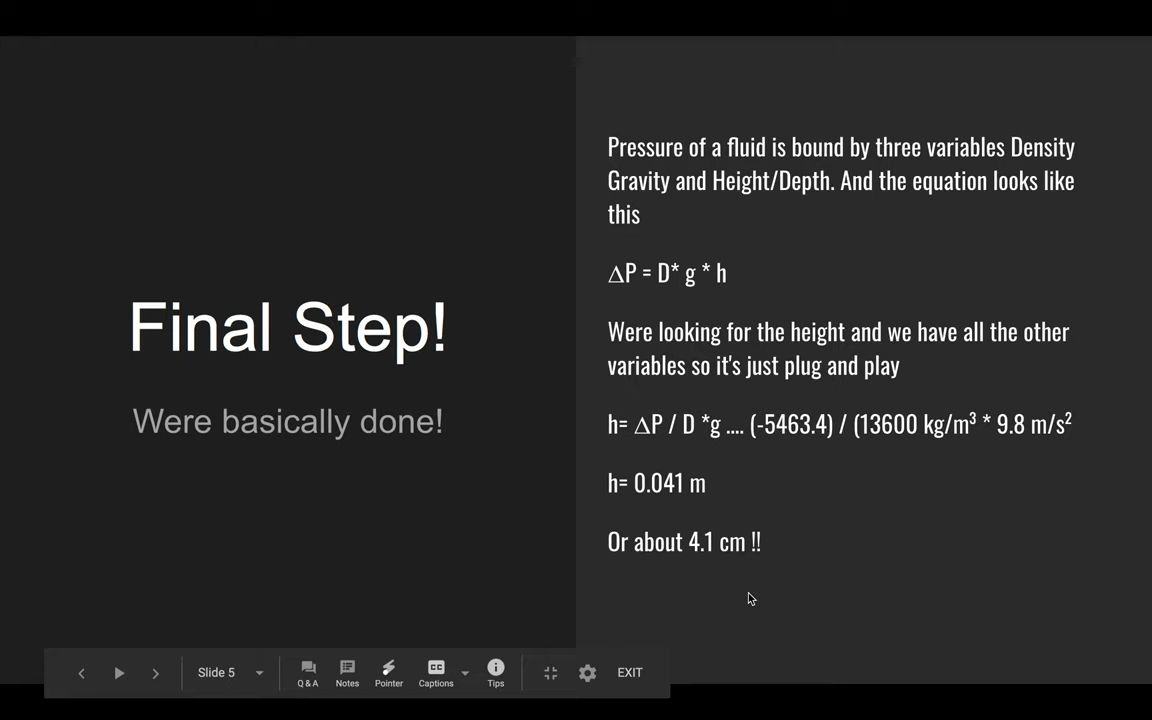 Final Step!
Were basically done!
Pressure of a fluid is bound by three variables Density
Gravity and Height/Depth. And the equation looks like
this
∆P = D* g * h
Were looking for the height and we have all the other
variables so it's just plug and play
h= ∆P / D *g .... (-5463.4) / (13600 kg/m³ * 9.8 m/s²
h= 0.041 m
Or about 4.1 cm !!
Slide 5
Q & A
Notes
Pointer
CC
Captions
Tips
EXIT